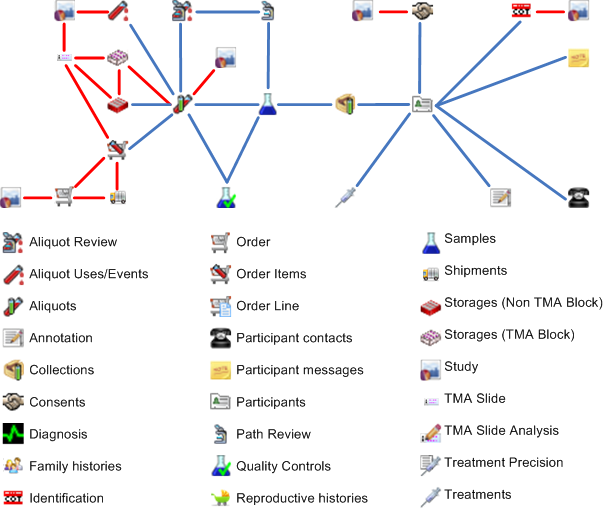 Aliquot Review
Aliquot Uses/Events
Aliquots
Annotation
Collections
Consents
Diagnosis
Family histories
Identification
Order
Order Items
Order Line
Participant contacts
Participant messages
Participants
Path Review
Quality Controls
Reproductive histories
Samples
Shipments
Storages (Non TMA Block)
Storages (TMA Block)
Study
TMA Slide
TMA Slide Analysis
Treatment Precision
Treatments